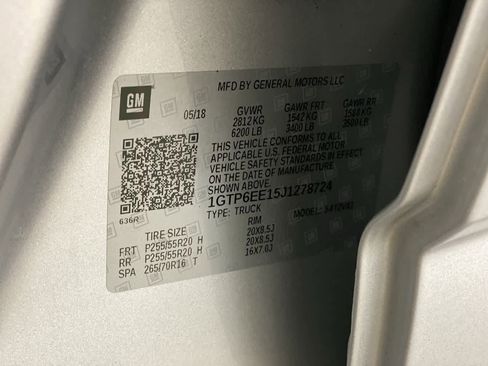 MFD BY GENERAL MOTORS LLC
GM
05/18 GVWR GAWR FRT GAWR RR
2812 KG 1542 KG 1588 KG
6200 LB 3400 LB 3500 LB
THIS VEHICLE CONFORMS TO ALL
APPLICABLE U.S. FEDERAL MOTOR
VEHICLE SAFETY STANDARDS IN EFFECT
ON THE DATE OF MANUFACTURE
SHOWN ABOVE.
1GTP6EE15J1278724
TYPE: TRUCK MODEL:
636R
TIRE SIZE RIM
FRT P255/55R20 H 20X8.5J
RR P255/55R20 H 20X8.5J
SPA 265/70R16 T 16X7.0J